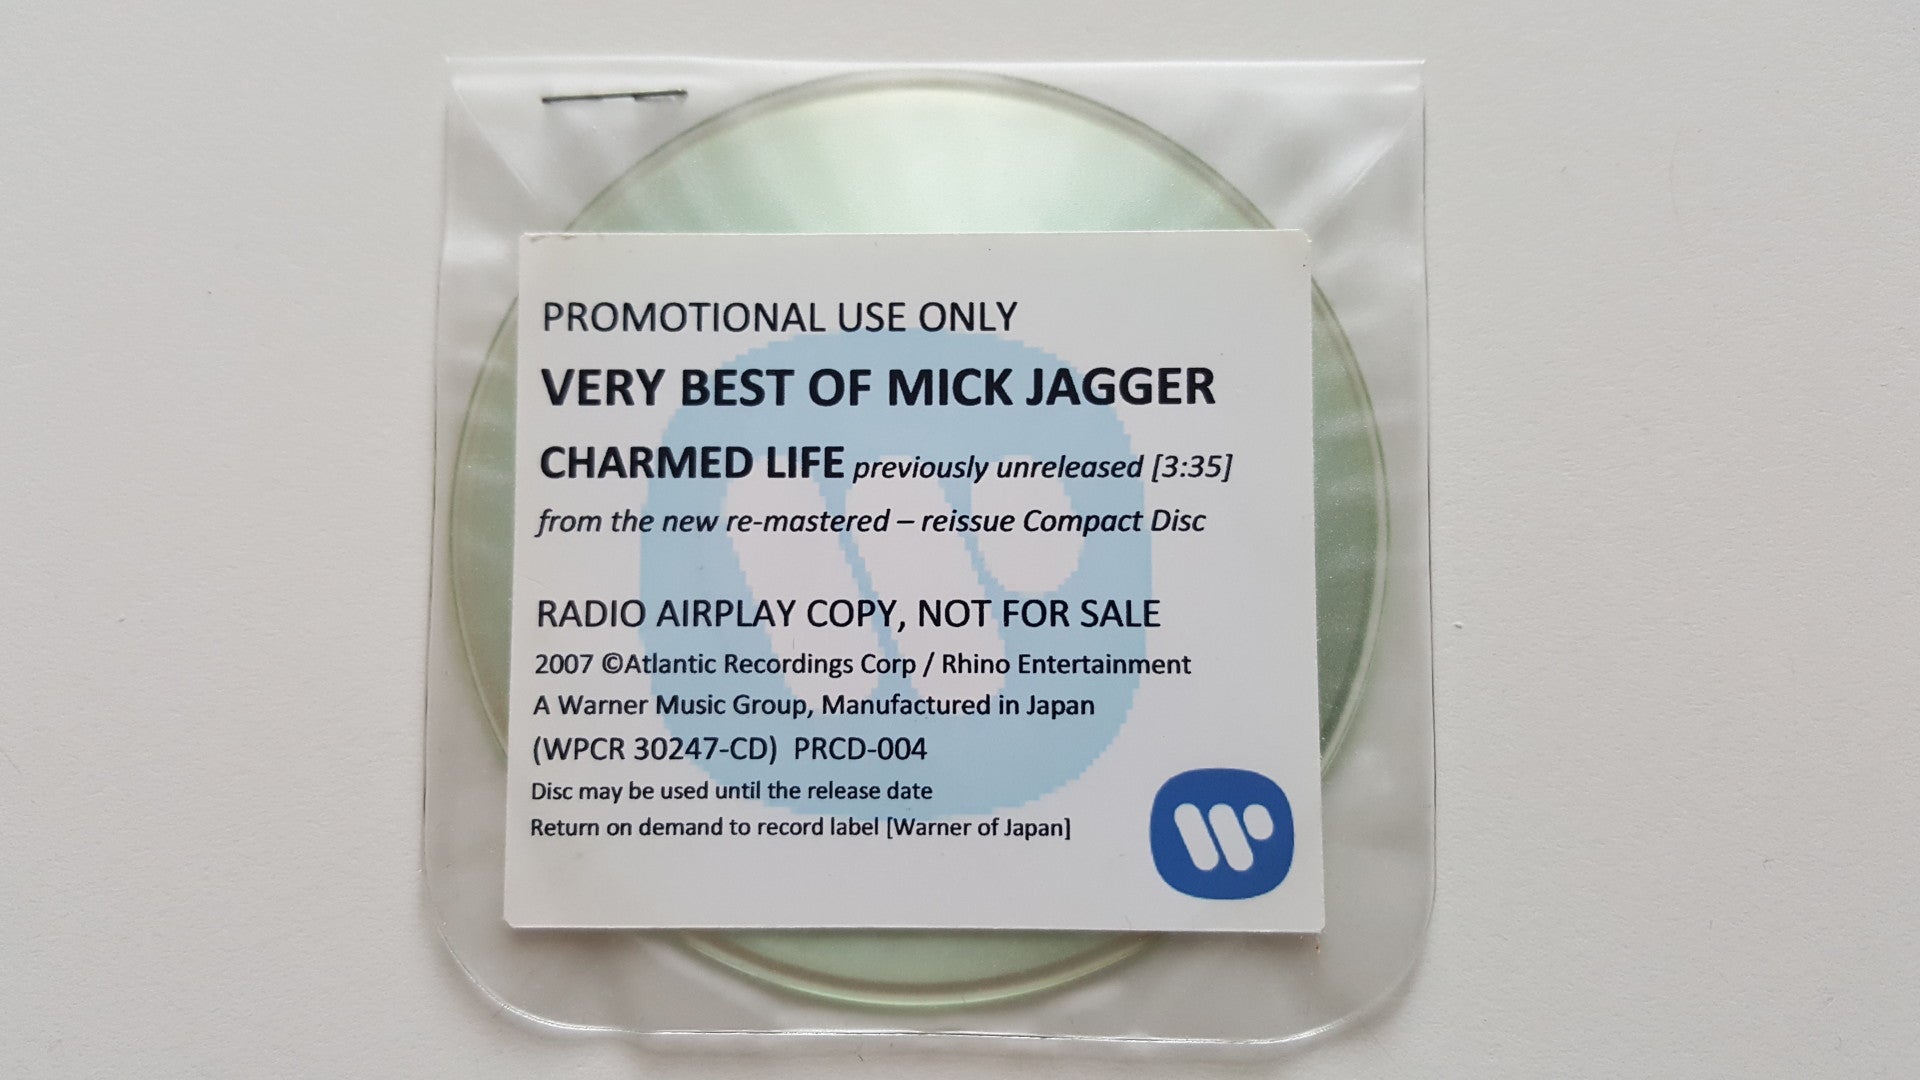 PROMOTIONAL USE ONLY
VERY BEST OF MICK JAGGER
CHARMED LIFE previously unreleased [3:35]
from the new re-mastered – reissue Compact Disc
RADIO AIRPLAY COPY, NOT FOR SALE
2007 ©Atlantic Recordings Corp / Rhino Entertainment
A Warner Music Group, Manufactured in Japan
(WPCR 30247-CD) PRCD-004
Disc may be used until the release date
Return on demand to record label [Warner of Japan]